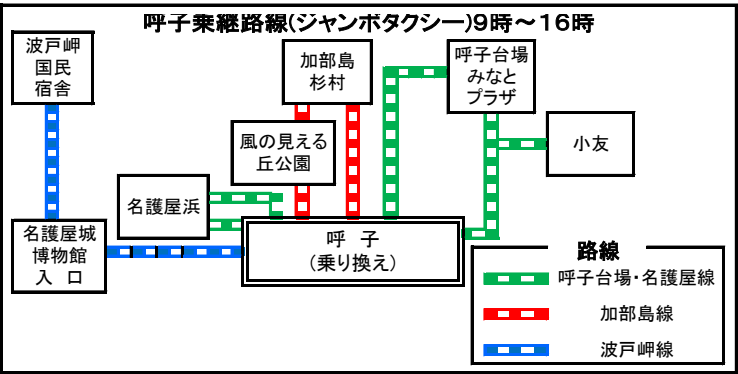 呼子乗継路線(ジャンボタクシー)9時～16時
波戸岬
国民
宿舎
加部島
杉村
呼子台場
みなと
プラザ
風の見える
丘公園
小友
名護屋浜
名護屋城
博物館
入 口
呼 子
(乗り換え)
路線
呼子台場・名護屋線
加部島線
波戸岬線